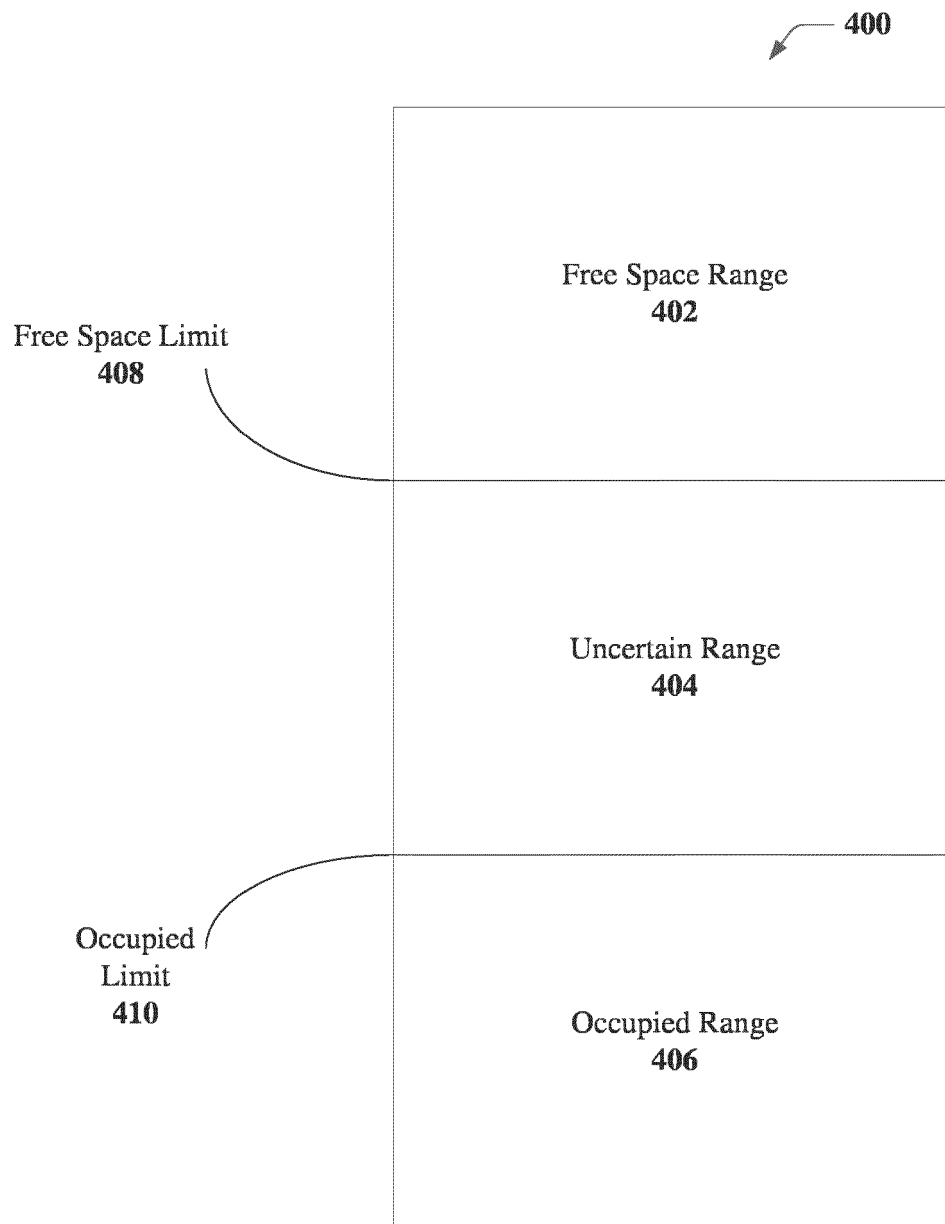 400
Free Space Range
402
Free Space Limit
408
Uncertain Range
404
Occupied
Limit
410
Occupied Range
406